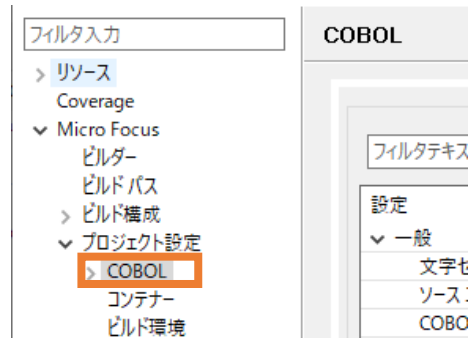 フィルタ入力
リソース
Coverage
Micro Focus
ビルダー
ビルド パス
ビルド構成
プロジェクト設定
COBOL
コンテナー
ビルド環境
COBOL
フィルタテキス
設定
一般
文字セ
ソース
COBO